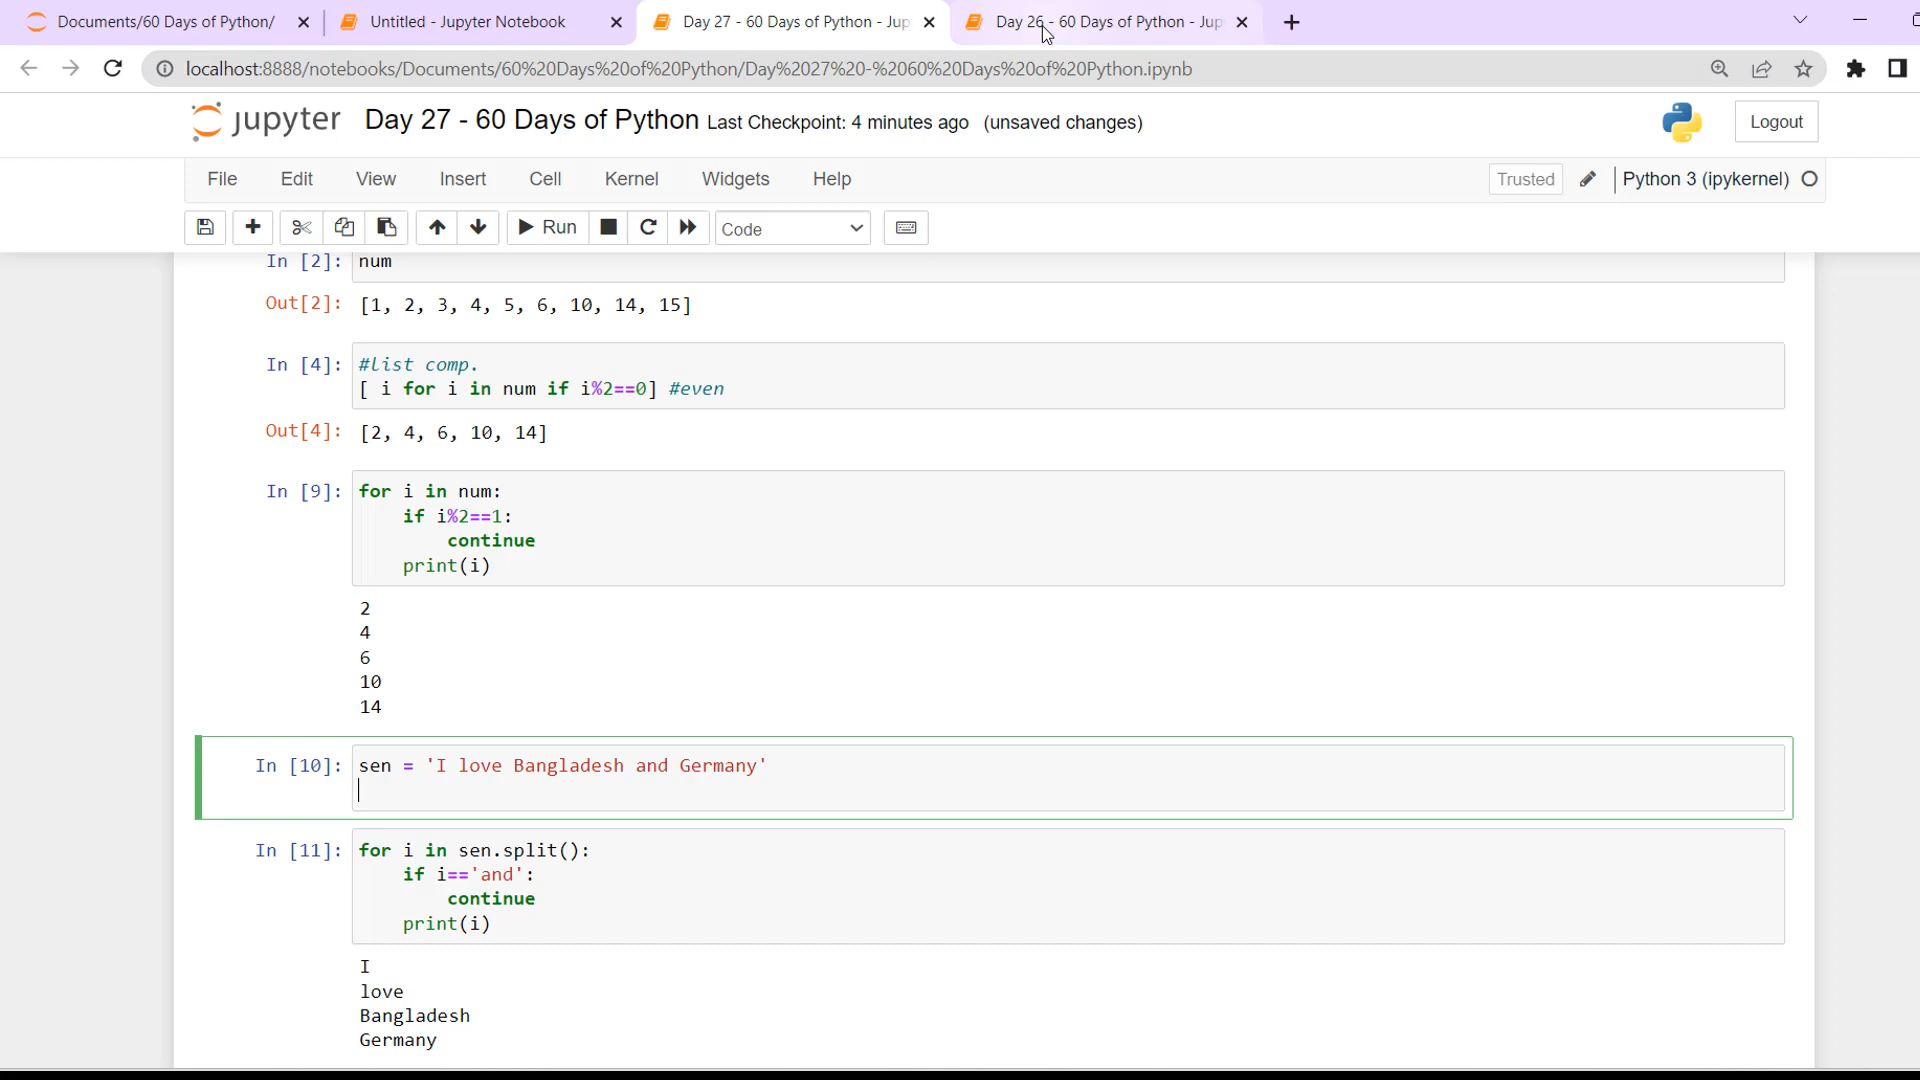 Documents/60 Days of Python/
Untitled - Jupyter Notebook
Day 27 - 60 Days of Python - Jup
Day 26 - 60 Days of Python - Jup
localhost:8888/notebooks/Documents/60%20Days%20of%20Python/Day%2027%20-%2060%20Days%20of%20Python.ipynb
jupyter Day 27 - 60 Days of Python Last Checkpoint: 4 minutes ago (unsaved changes)
Logout
File Edit View Insert Cell Kernel Widgets Help
Trusted
Python 3 (ipykernel)
Run
Code
In [2]: num
Out[2]: [1, 2, 3, 4, 5, 6, 10, 14, 15]
In [4]: #list comp.
[ i for i in num if i%2==0] #even
Out[4]: [2, 4, 6, 10, 14]
In [9]: for i in num:
    if i%2==1:
        continue
    print(i)
2
4
6
10
14
In [10]: sen = 'I love Bangladesh and Germany'
In [11]: for i in sen.split():
    if i=='and':
        continue
    print(i)
I
love
Bangladesh
Germany